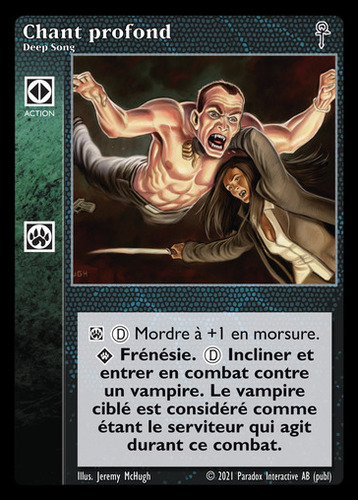 Chant profond
Deep Song
ACTION
JGH
D Mordre à +1 en morsure.
Frénésie. D Incliner et
entrer en combat contre
un vampire. Le vampire
ciblé est considéré comme
étant le serviteur qui agit
durant ce combat.
Illus. Jeremy McHugh © 2021 Paradox Interactive AB (publ)